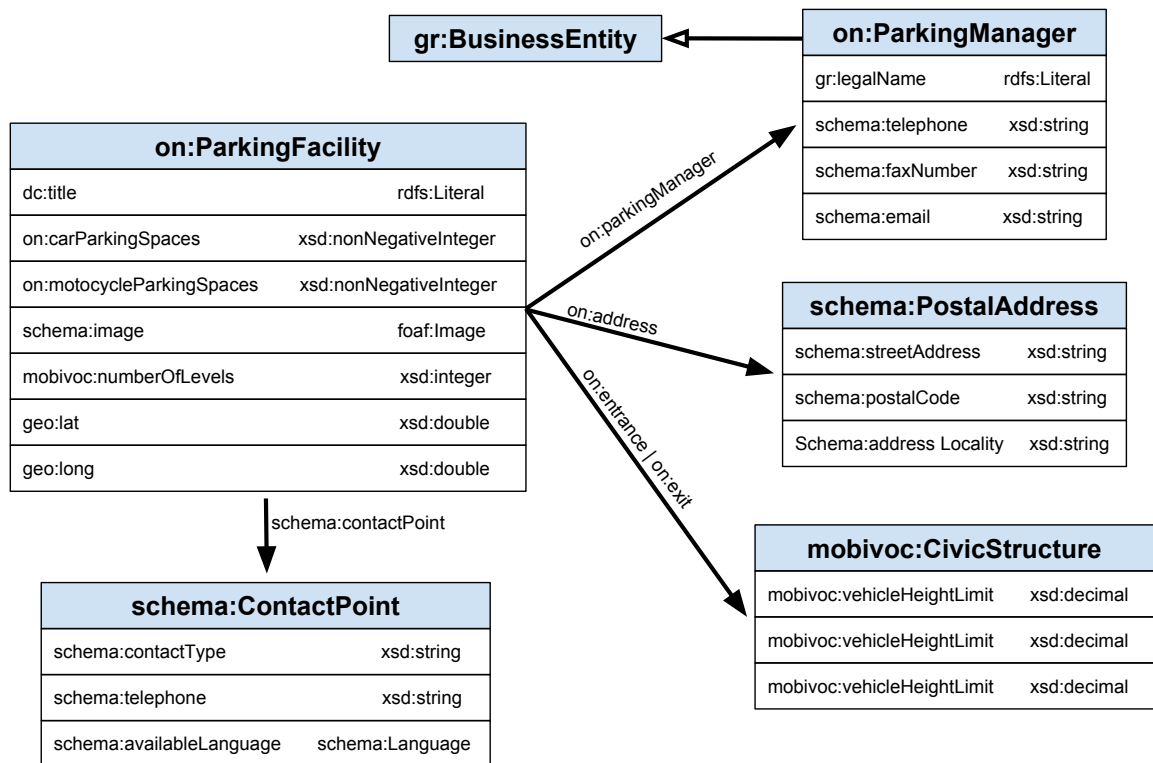 gr:BusinessEntity
on:ParkingManager
gr:legalName rdfs:Literal
schema:telephone xsd:string
schema:faxNumber xsd:string
schema:email xsd:string
on:ParkingFacility
dc:title rdfs:Literal
on:carParkingSpaces xsd:nonNegativeInteger
on:motocycleParkingSpaces xsd:nonNegativeInteger
schema:image foaf:Image
mobivoc:numberOfLevels xsd:integer
geo:lat xsd:double
geo:long xsd:double
on:parkingManager
on:address
on:entrance | on:exit
schema:contactPoint
schema:PostalAddress
schema:streetAddress xsd:string
schema:postalCode xsd:string
Schema:address Locality xsd:string
mobivoc:CivicStructure
mobivoc:vehicleHeightLimit xsd:decimal
mobivoc:vehicleHeightLimit xsd:decimal
mobivoc:vehicleHeightLimit xsd:decimal
schema:ContactPoint
schema:contactType xsd:string
schema:telephone xsd:string
schema:availableLanguage schema:Language